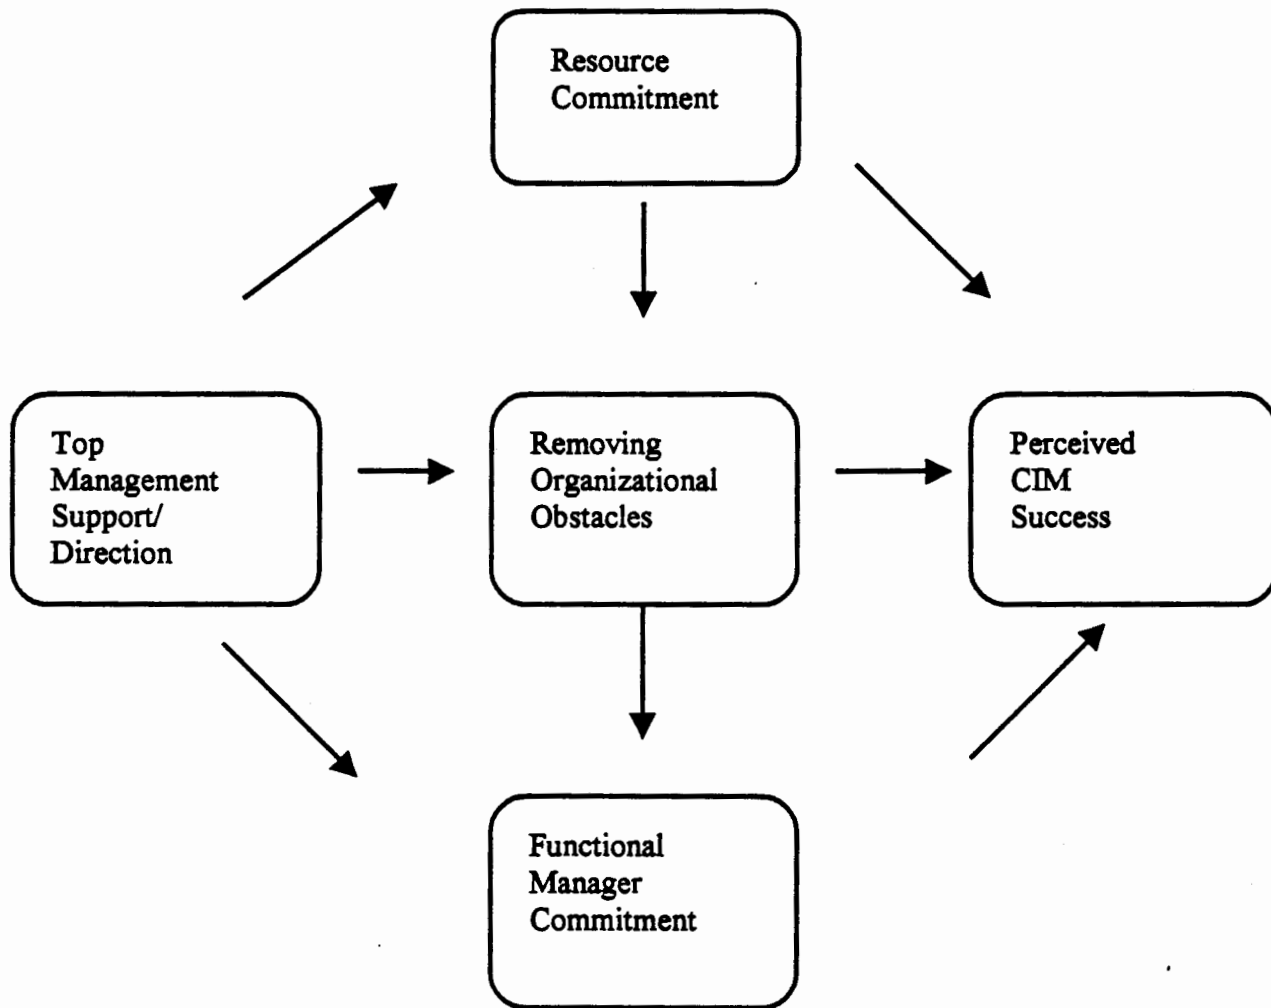 Resource
Commitment
Top
Management
Support/
Direction
Removing
Organizational
Obstacles
Perceived
CIM
Success
Functional
Manager
Commitment